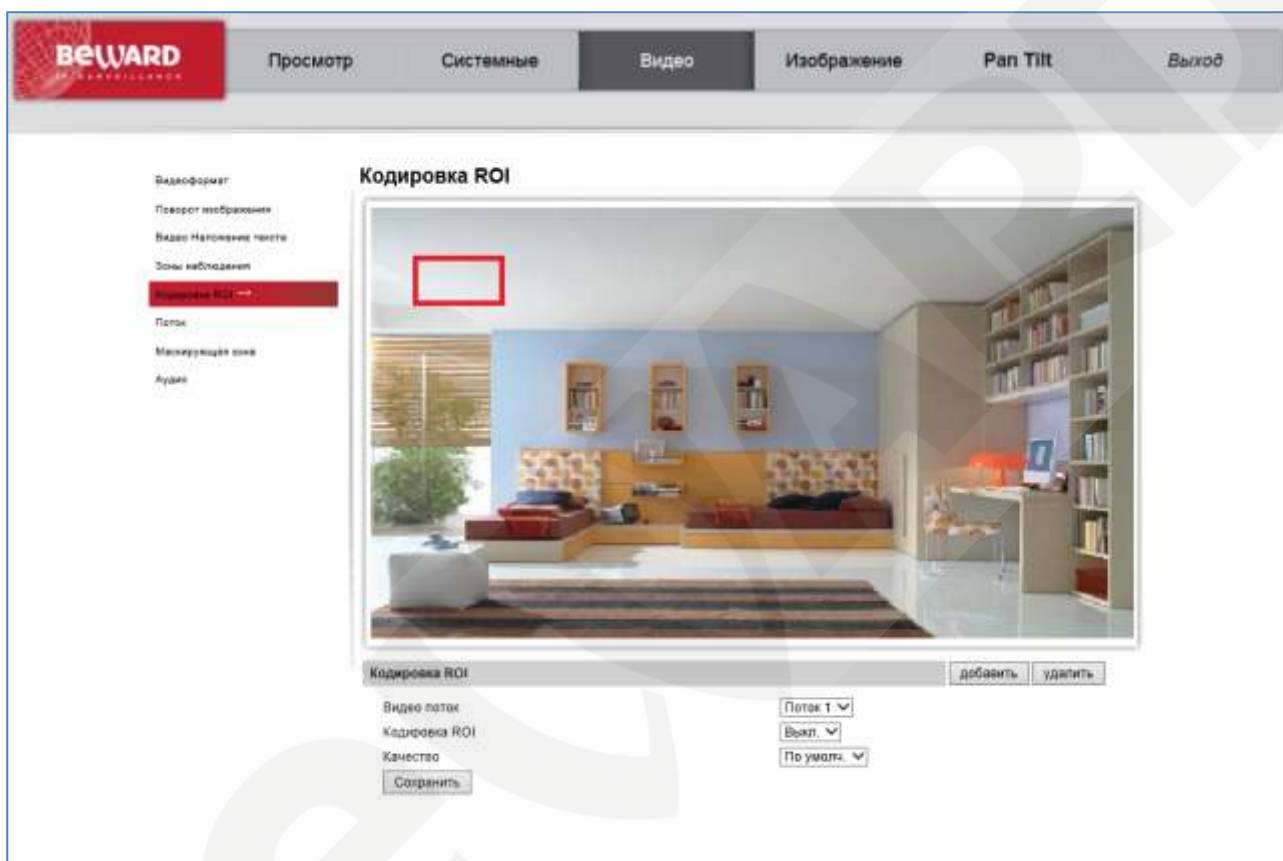 BEWARD
Просмотр
Системные
Видео
Изображение
Pan Tilt
Выход
Видеоформат
Поворот изображения
Видео Наложение текста
Зоны наблюдения
Кодировка ROI →
Поток
Маскирующая зона
Аудио
Кодировка ROI
Кодировка ROI
добавить удалить
Видео поток
Поток 1
Кодировка ROI
Выкл.
Качество
По умолч.
Сохранить